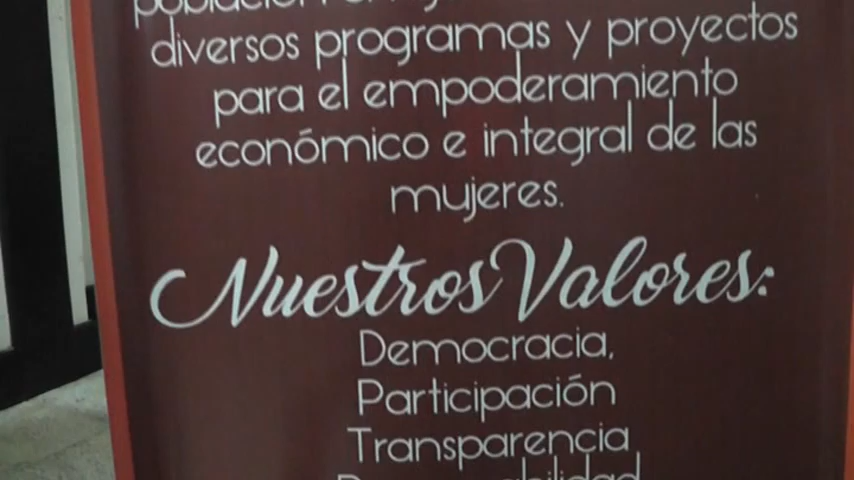 diversos programas y proyectos
para el empoderamiento
económico e integral de las
mujeres.
Nuestros Valores:
Democracia,
Participación
Transparencia